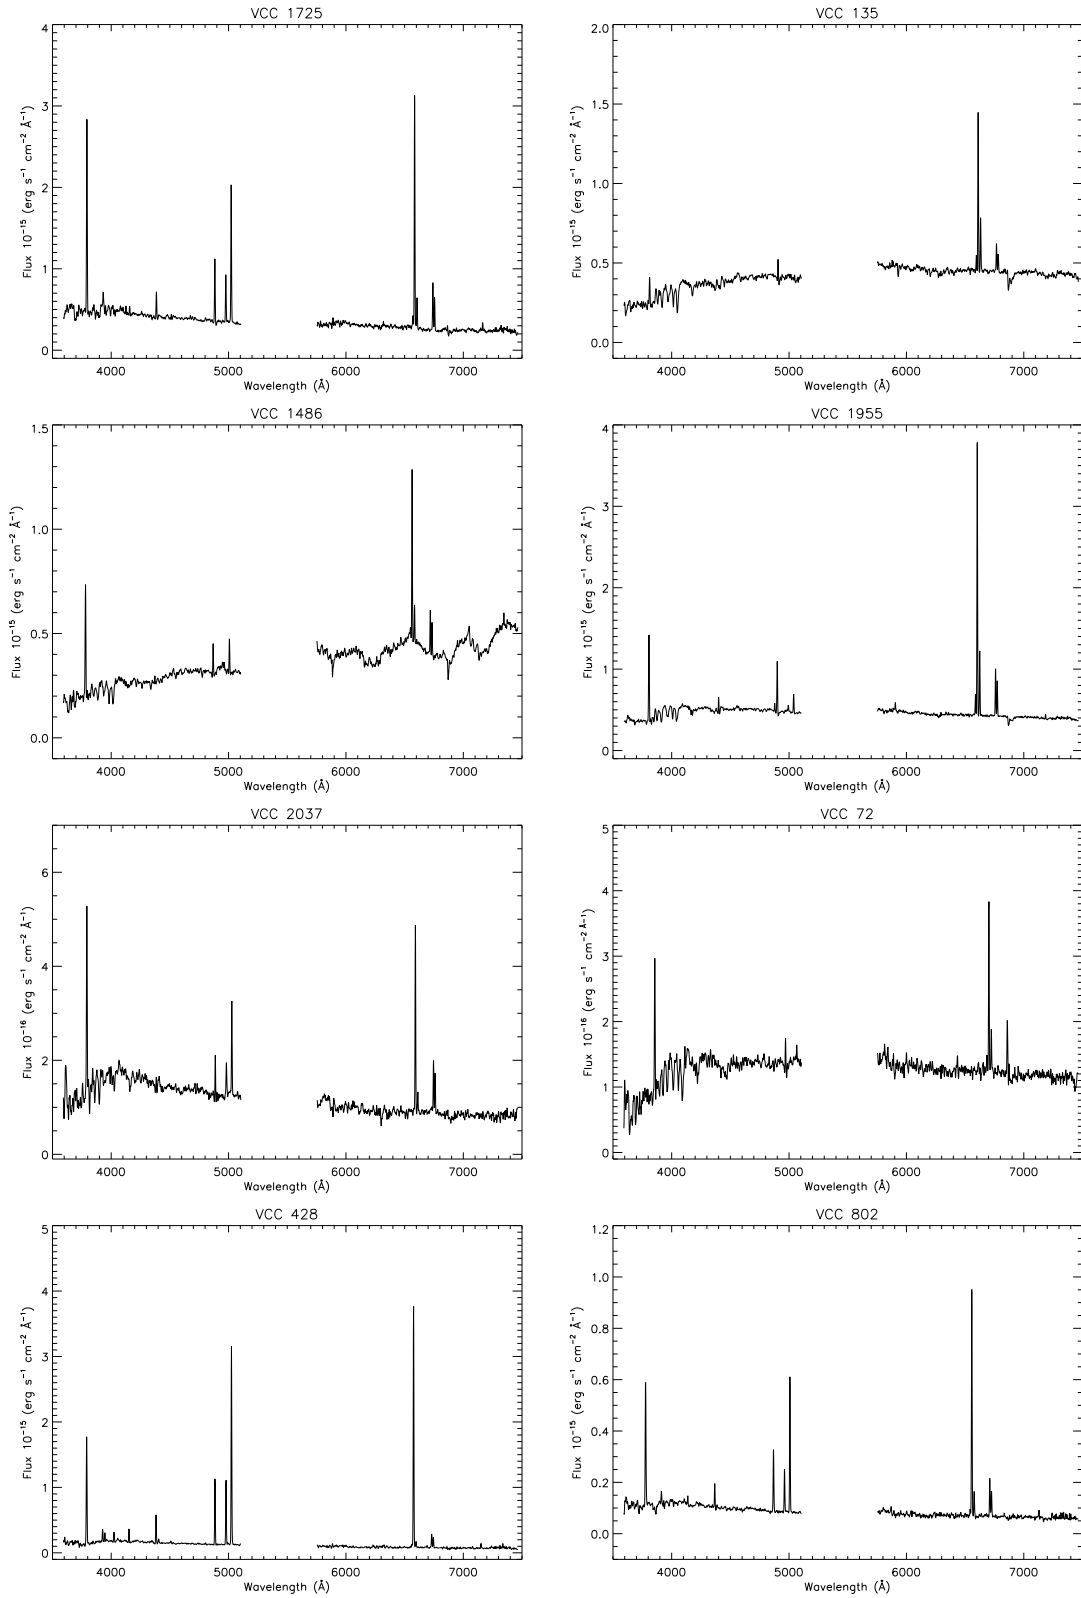 VCC 1725
4
3
2
1
0
Flux 10⁻¹⁵ (erg s⁻¹ cm⁻² Å⁻¹)
4000 5000 6000 7000
Wavelength (Å)
VCC 135
2.0
1.5
1.0
0.5
0.0
Flux 10⁻¹⁵ (erg s⁻¹ cm⁻² Å⁻¹)
4000 5000 6000 7000
Wavelength (Å)
VCC 1486
1.5
1.0
0.5
0.0
Flux 10⁻¹⁵ (erg s⁻¹ cm⁻² Å⁻¹)
4000 5000 6000 7000
Wavelength (Å)
VCC 1955
4
3
2
1
0
Flux 10⁻¹⁵ (erg s⁻¹ cm⁻² Å⁻¹)
4000 5000 6000 7000
Wavelength (Å)
VCC 2037
6
4
2
0
Flux 10⁻¹⁶ (erg s⁻¹ cm⁻² Å⁻¹)
4000 5000 6000 7000
Wavelength (Å)
VCC 72
5
4
3
2
1
0
Flux 10⁻¹⁶ (erg s⁻¹ cm⁻² Å⁻¹)
4000 5000 6000 7000
Wavelength (Å)
VCC 428
5
4
3
2
1
0
Flux 10⁻¹⁵ (erg s⁻¹ cm⁻² Å⁻¹)
4000 5000 6000 7000
Wavelength (Å)
VCC 802
1.2
1.0
0.8
0.6
0.4
0.2
0.0
Flux 10⁻¹⁵ (erg s⁻¹ cm⁻² Å⁻¹)
4000 5000 6000 7000
Wavelength (Å)